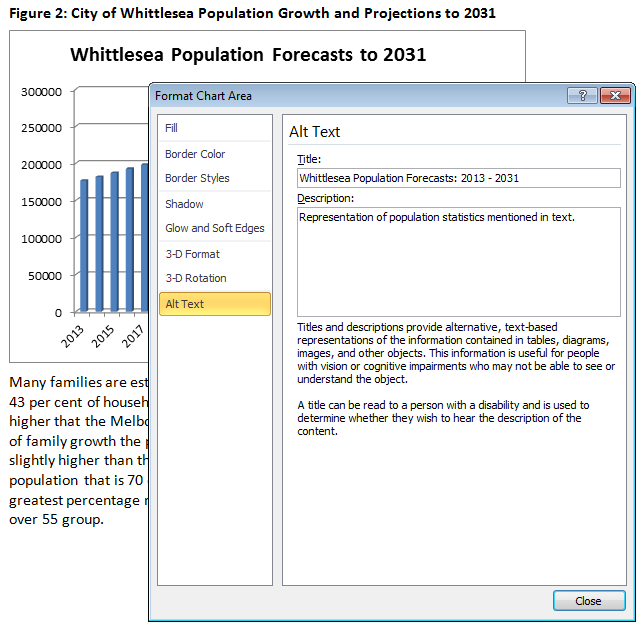 Figure 2: City of Whittlesea Population Growth and Projections to 2031
Whittlesea Population Forecasts to 2031
300000
250000
200000
150000
100000
50000
0
2013
2015
2017
Format Chart Area
?
Fill
Border Color
Border Styles
Shadow
Glow and Soft Edges
3-D Format
3-D Rotation
Alt Text
Alt Text
Title:
Whittlesea Population Forecasts: 2013 - 2031
Description:
Representation of population statistics mentioned in text.
Titles and descriptions provide alternative, text-based
representations of the information contained in tables, diagrams,
images, and other objects. This information is useful for people
with vision or cognitive impairments who may not be able to see or
understand the object.
A title can be read to a person with a disability and is used to
determine whether they wish to hear the description of the
content.
Close
Many families are est
43 per cent of househ
higher that the Melbo
of family growth the
slightly higher than th
population that is 70
greatest percentage
over 55 group.